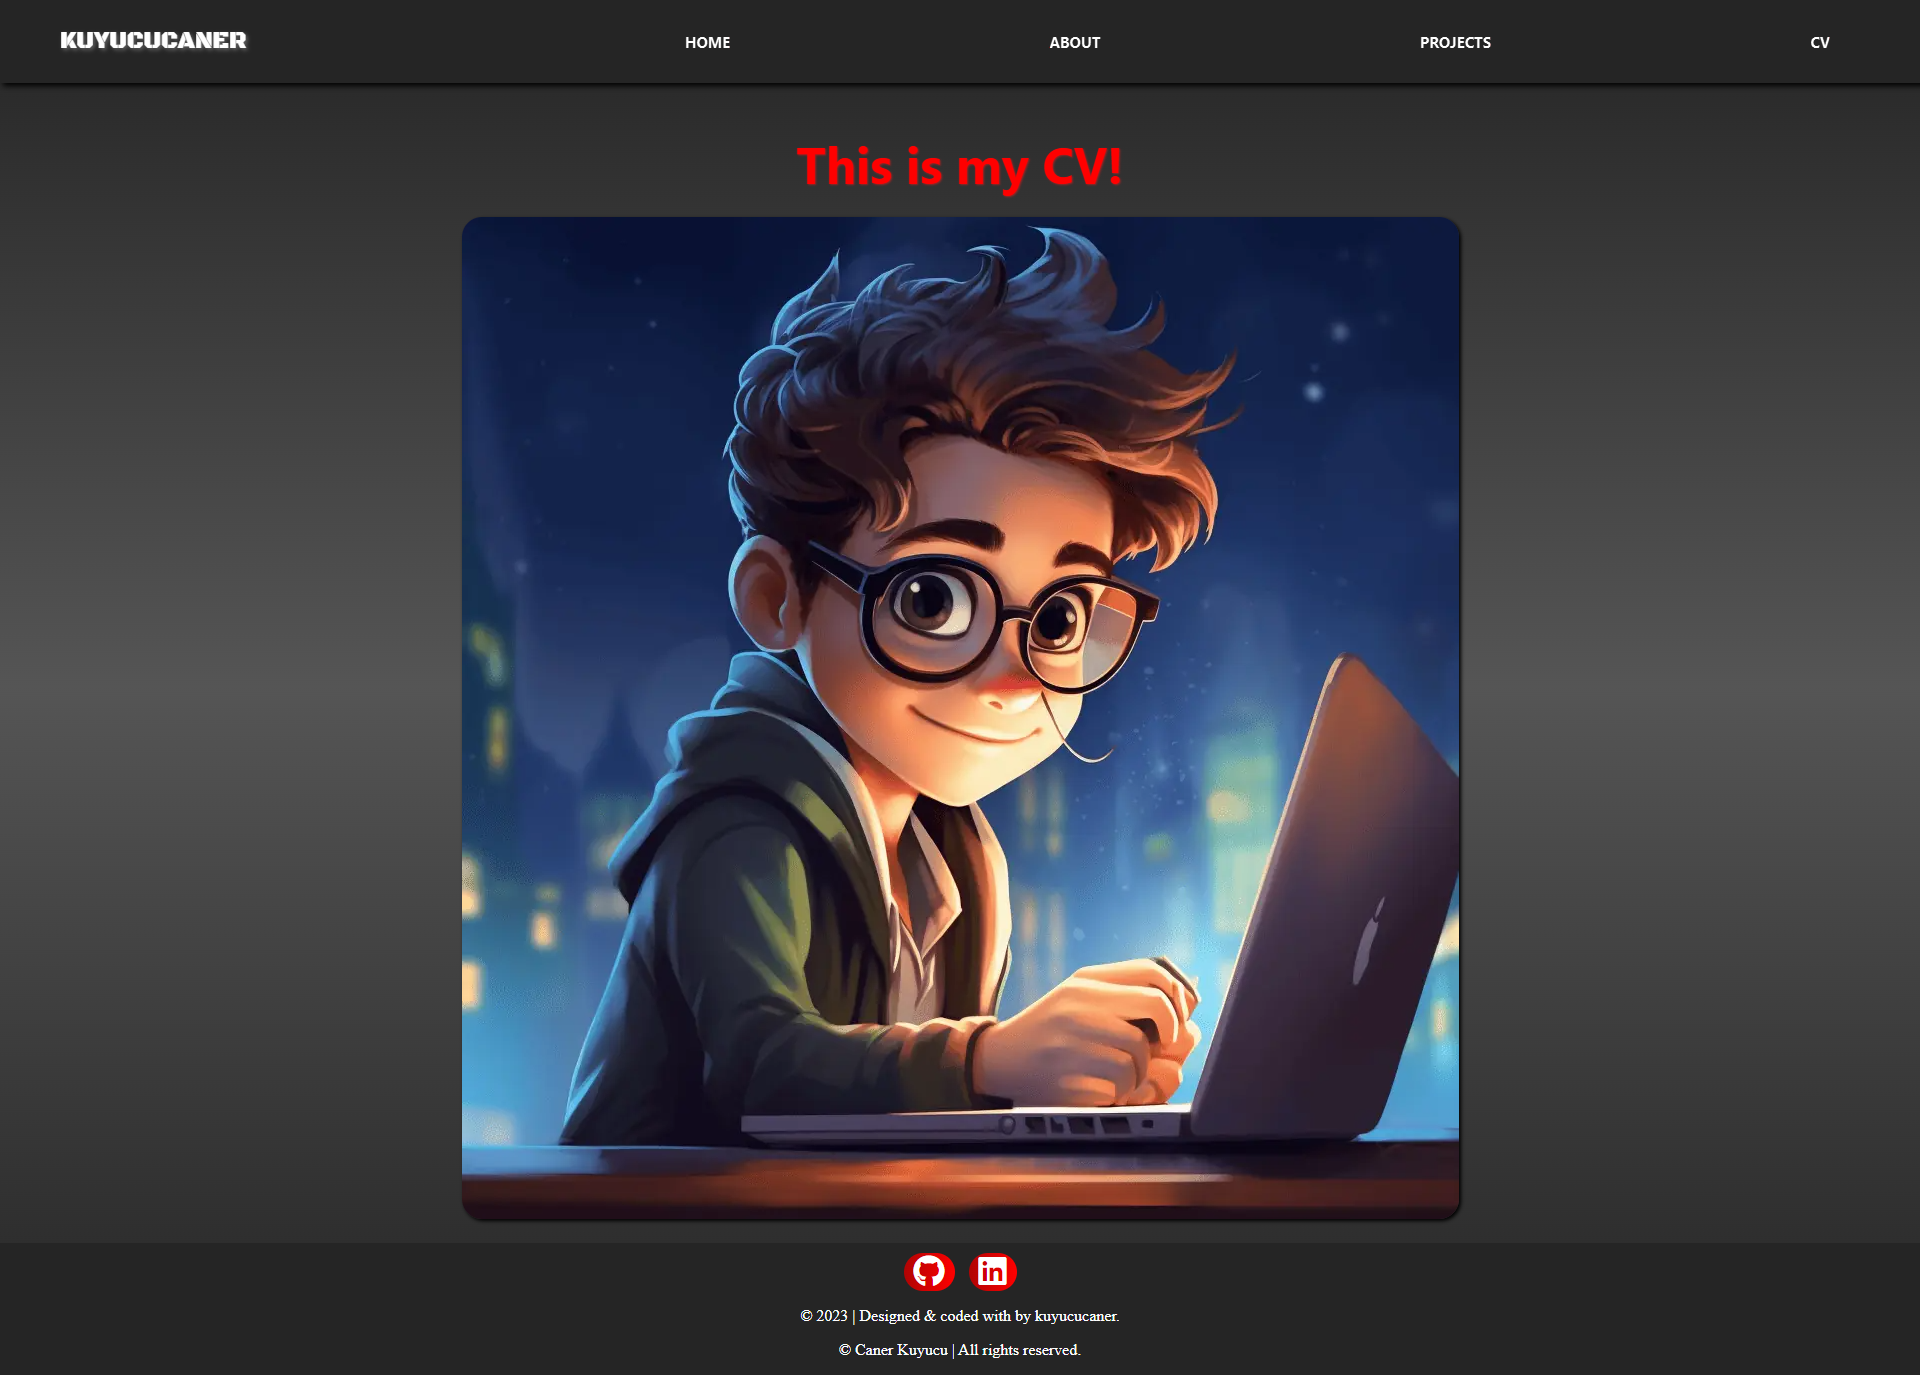 KUYUCUCANER
HOME
ABOUT
PROJECTS
CV
This is my CV!
in
© 2023 | Designed & coded with by kuyucucaner.
© Caner Kuyucu | All rights reserved.